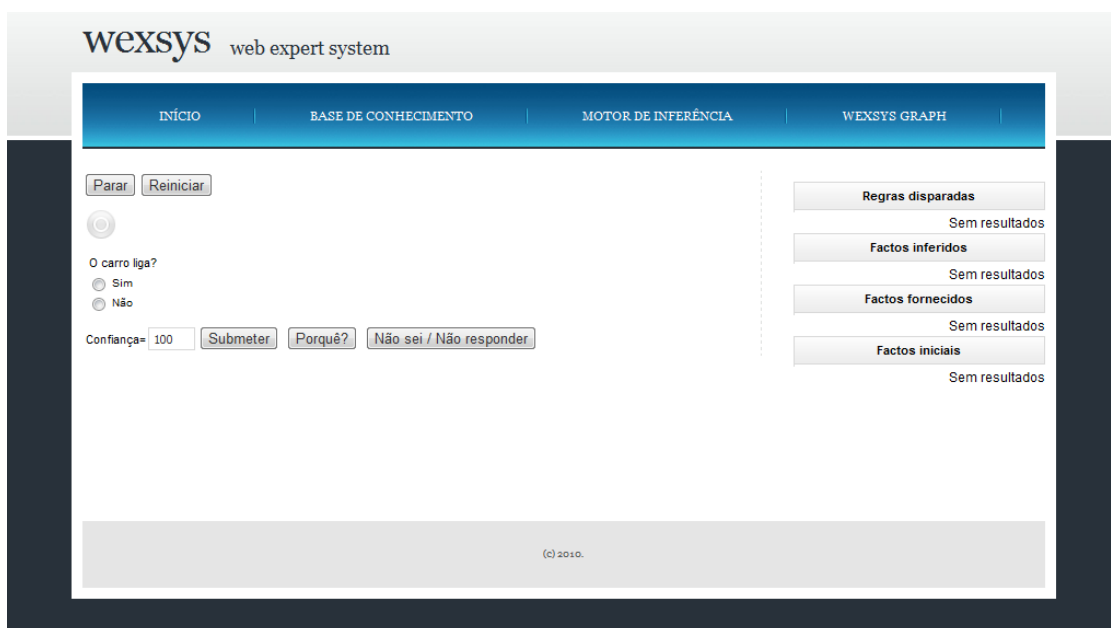 wexsys web expert system
INÍCIO BASE DE CONHECIMENTO MOTOR DE INFERÊNCIA WEXSYS GRAPH
Parar Reiniciar
O carro liga?
Sim
Não
Confiança= 100 Submeter Porquê? Não sei / Não responder
Regras disparadas
Sem resultados
Factos inferidos
Sem resultados
Factos fornecidos
Sem resultados
Factos iniciais
Sem resultados
(c) 2010.